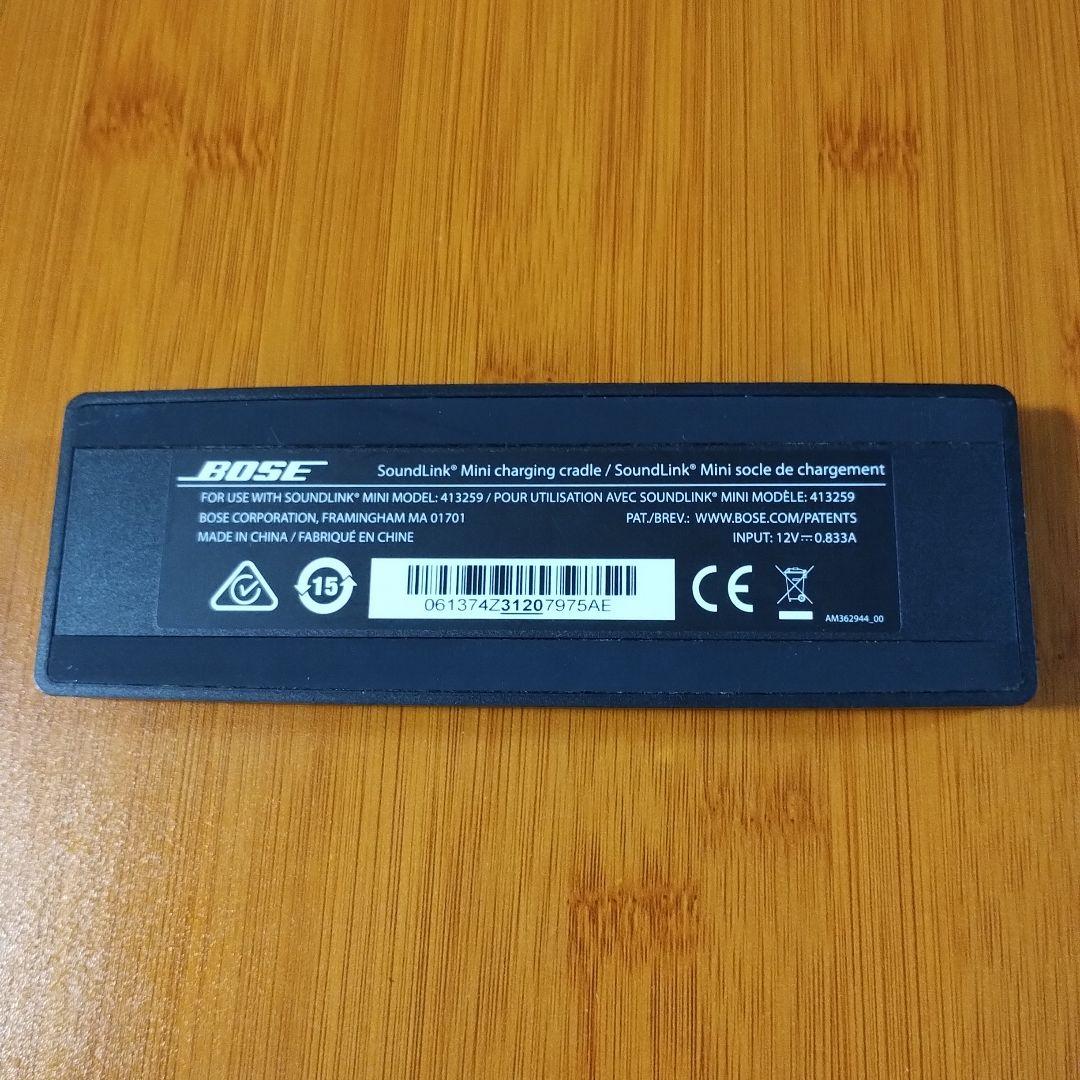 BOSE SoundLink® Mini charging cradle / SoundLink® Mini socle de chargement
FOR USE WITH SOUNDLINK® MINI MODEL: 413259 / POUR UTILISATION AVEC SOUNDLINK® MINI MODÈLE: 413259
BOSE CORPORATION, FRAMINGHAM MA 01701 PAT./BREV.: WWW.BOSE.COM/PATENTS
MADE IN CHINA / FABRIQUÉ EN CHINE INPUT: 12V⎓0.833A
15 CE
061374Z31207975AE
AM362944_00